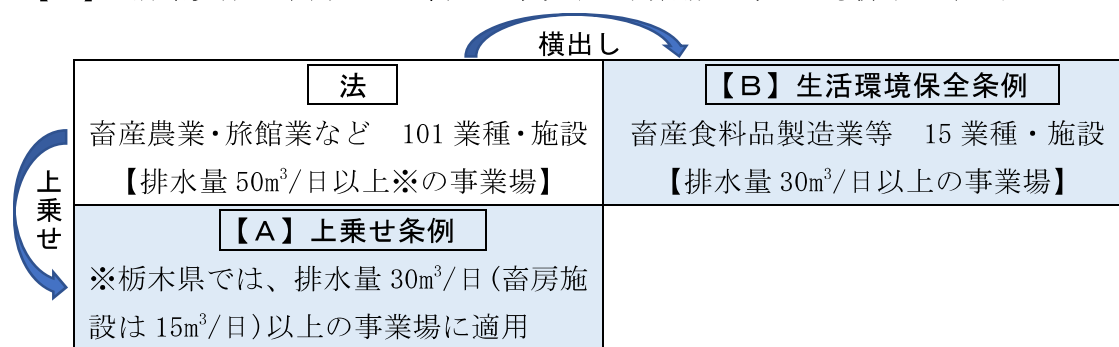 横出し
法
畜産農業・旅館業など 101 業種・施設
【排水量 50m³/日以上※の事業場】
【B】生活環境保全条例
畜産食料品製造業等 15 業種・施設
【排水量 30m³/日以上の事業場】
上乗せ
【A】上乗せ条例
※栃木県では、排水量 30m³/日(畜房施
設は 15m³/日)以上の事業場に適用